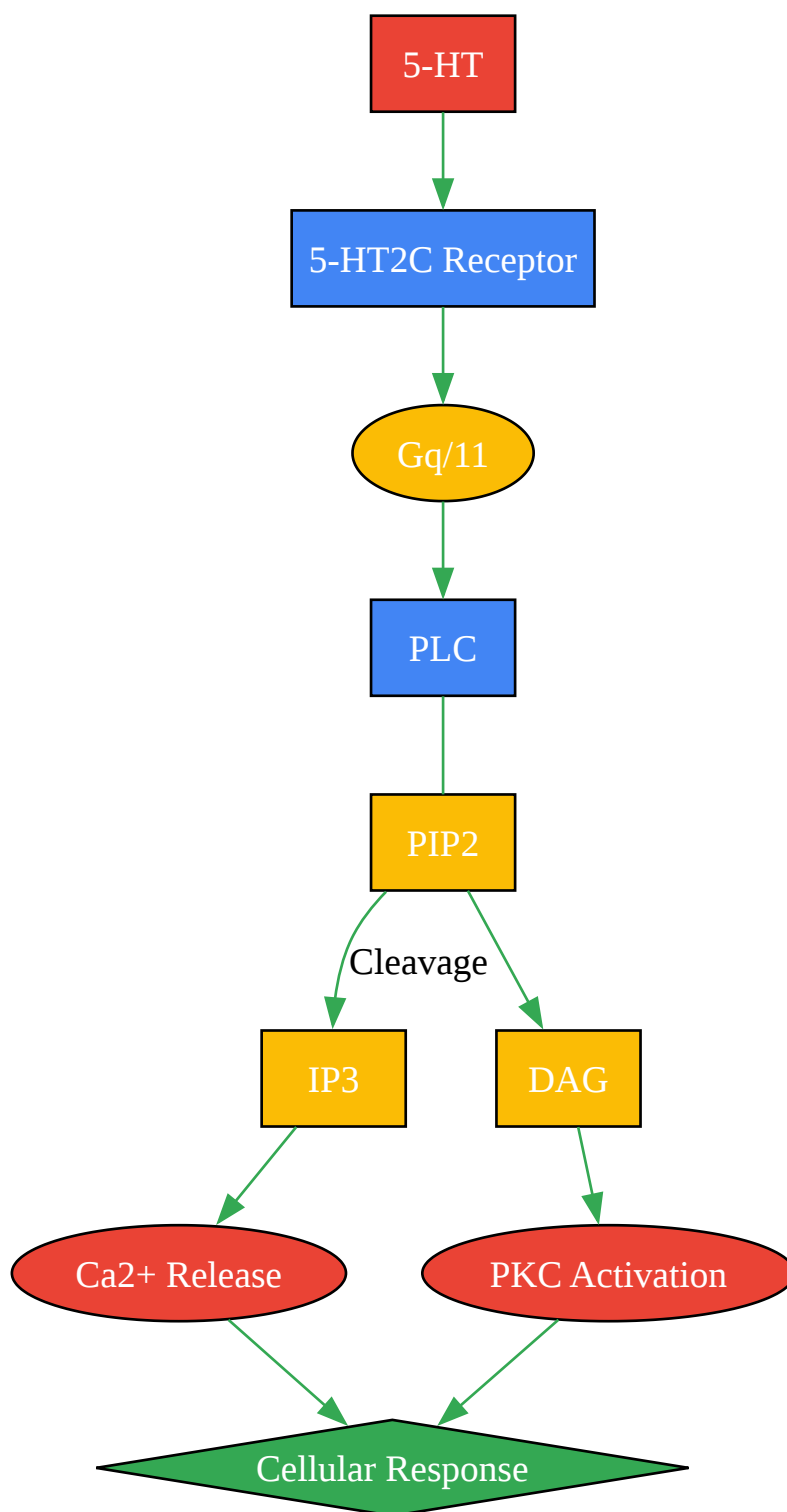 5-HT
5-HT2C Receptor
Gq/11
PLC
PIP2
Cleavage
IP3
DAG
Ca2+ Release
PKC Activation
Cellular Response